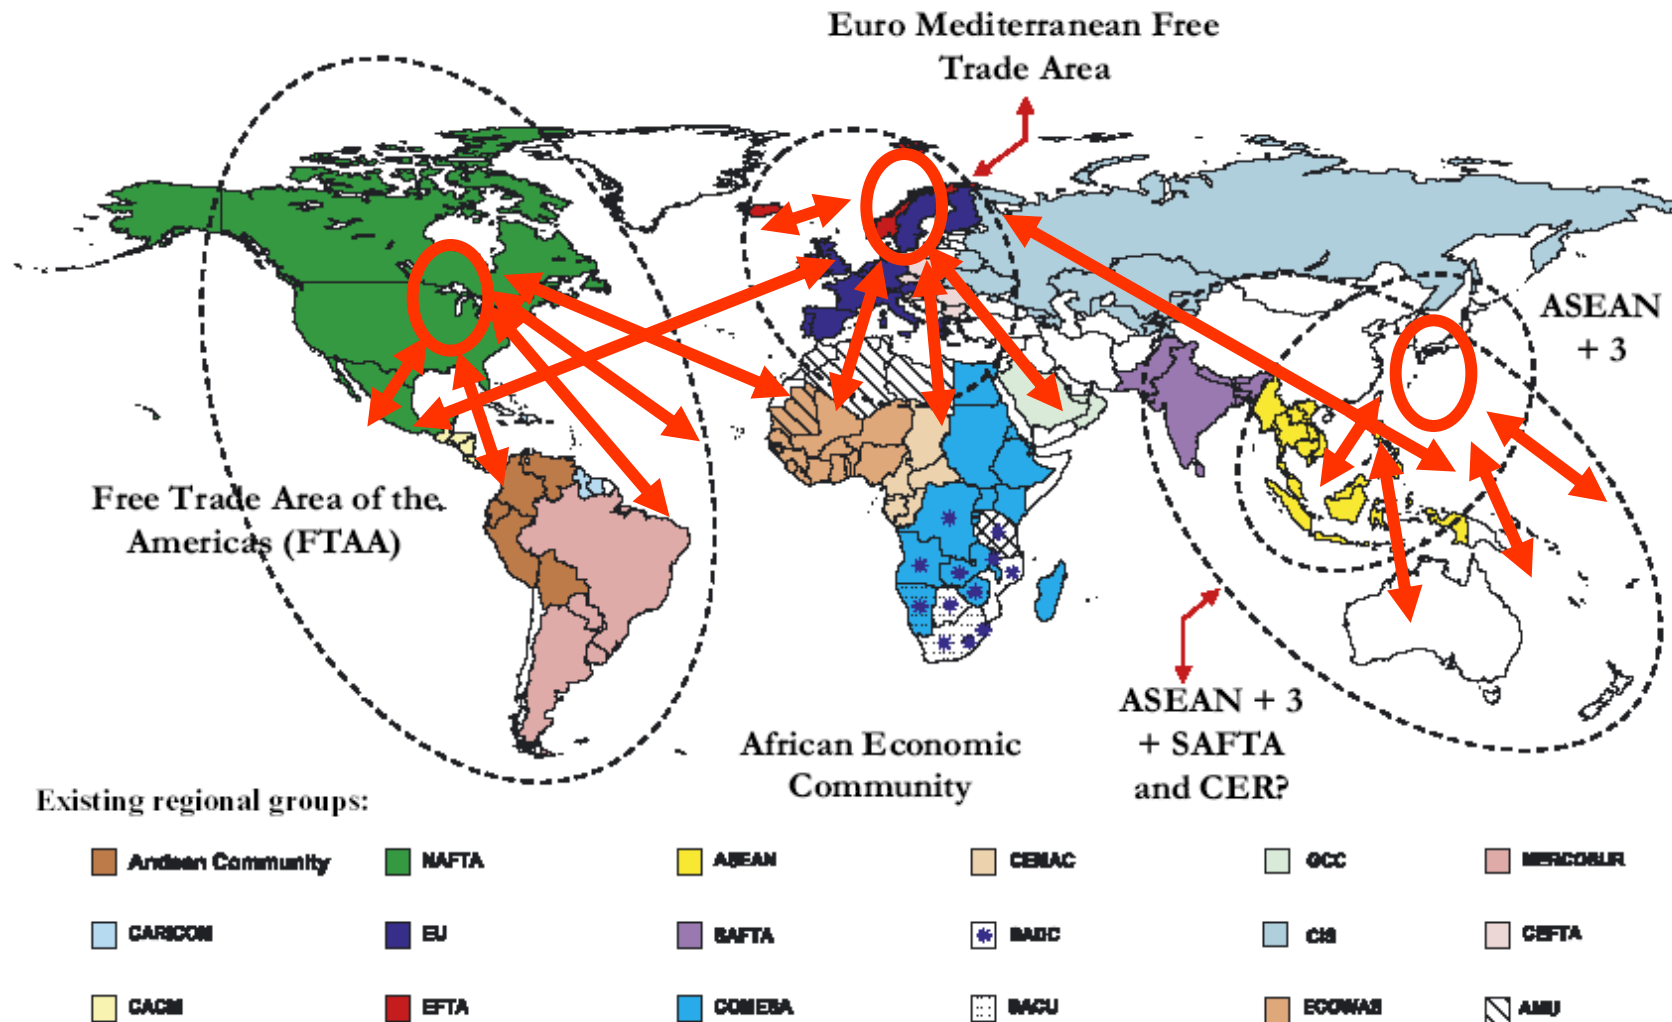 Euro Mediterranean Free
Trade Area
ASEAN
+ 3
Free Trade Area of the
Americas (FTAA)
ASEAN + 3
+ SAFTA
and CER?
African Economic
Community
Existing regional groups:
Andean Community
NAFTA
ASEAN
CEMAC
GCC
MERCOSUR
CARICOM
EU
SAFTA
SADC
CIS
CEFTA
CACM
EFTA
COMESA
SACU
ECOWAS
AMU